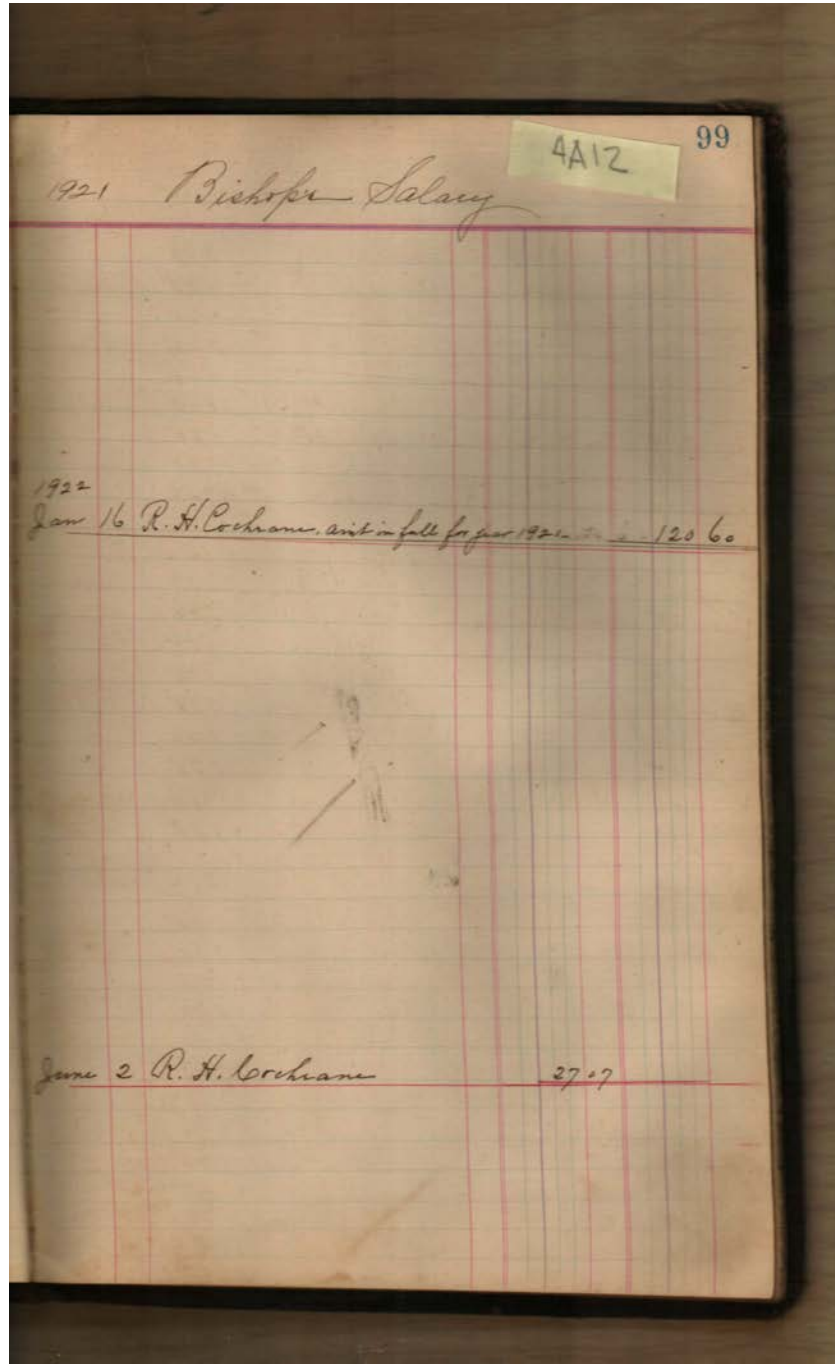 99
4A12
1921 Bishops Salary
1922
Jan 16 R. H. Cochrane. amt in full for year 1921 120 60
June 2 R. H. Cochrane 27 07